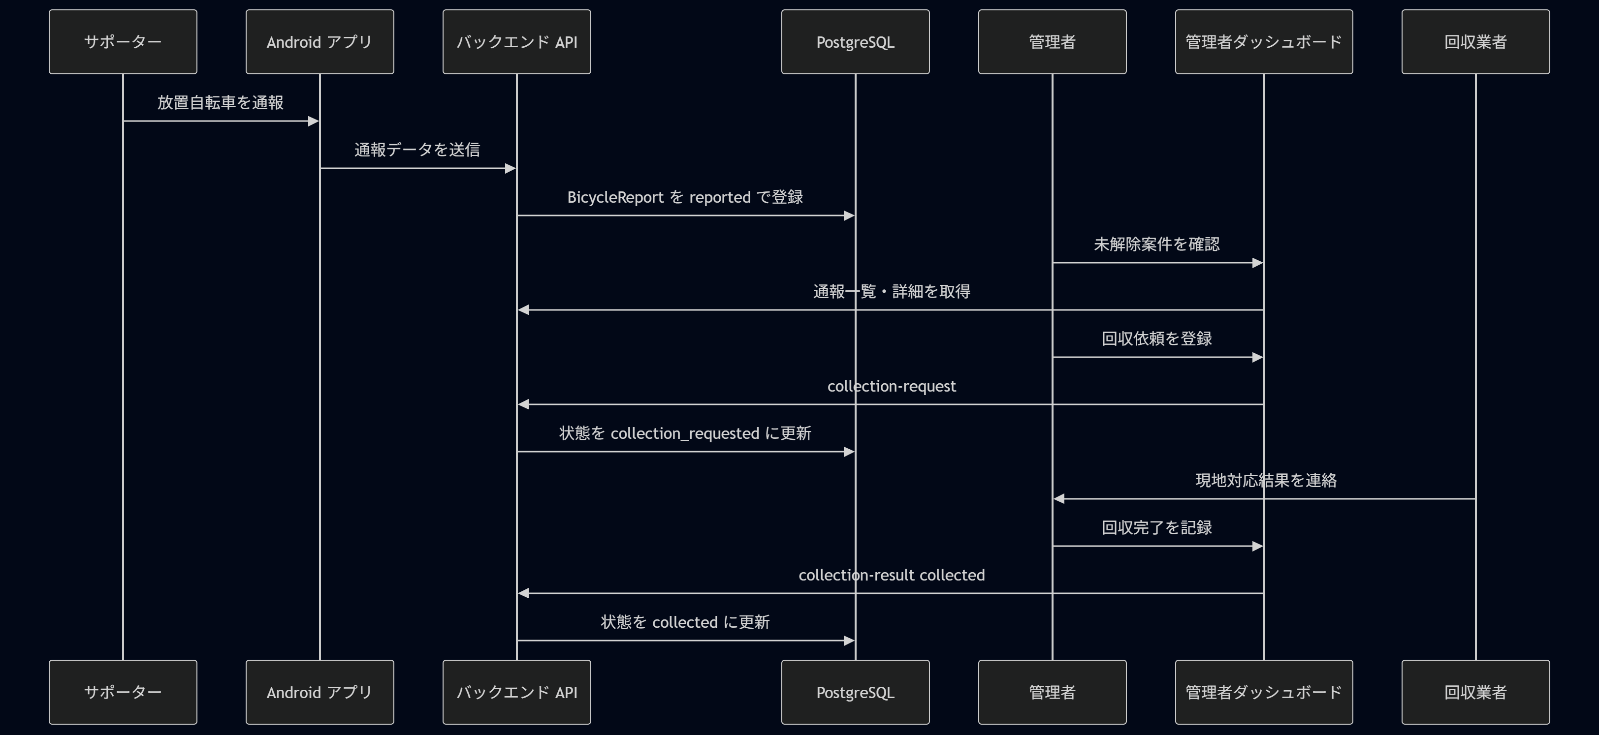 サポーター
Android アプリ
バックエンド API
PostgreSQL
管理者
管理者ダッシュボード
回収業者
放置自転車を通報
通報データを送信
BicycleReport を reported で登録
未解除案件を確認
通報一覧・詳細を取得
回収依頼を登録
collection-request
状態を collection_requested に更新
現地対応結果を連絡
回収完了を記録
collection-result collected
状態を collected に更新
サポーター
Android アプリ
バックエンド API
PostgreSQL
管理者
管理者ダッシュボード
回収業者